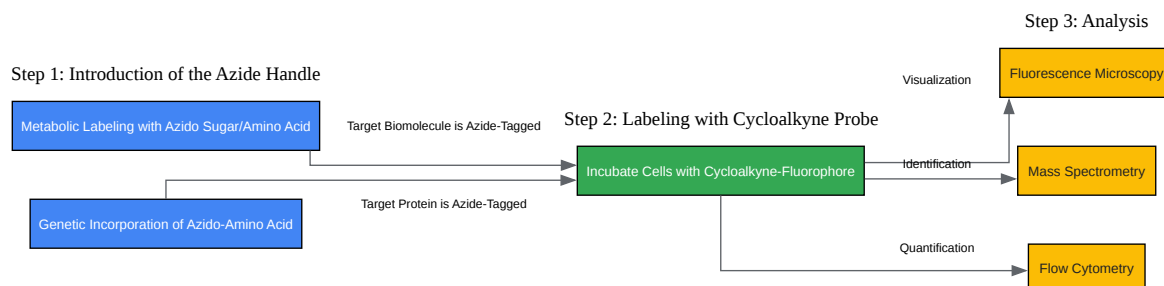 Step 3: Analysis
Step 1: Introduction of the Azide Handle
Visualization
Fluorescence Microscopy
Metabolic Labeling with Azido Sugar/Amino Acid
Target Biomolecule is Azide-Tagged
Step 2: Labeling with Cycloalkyne Probe
Incubate Cells with Cycloalkyne-Fluorophore
Identification
Mass Spectrometry
Target Protein is Azide-Tagged
Genetic Incorporation of Azido-Amino Acid
Quantification
Flow Cytometry